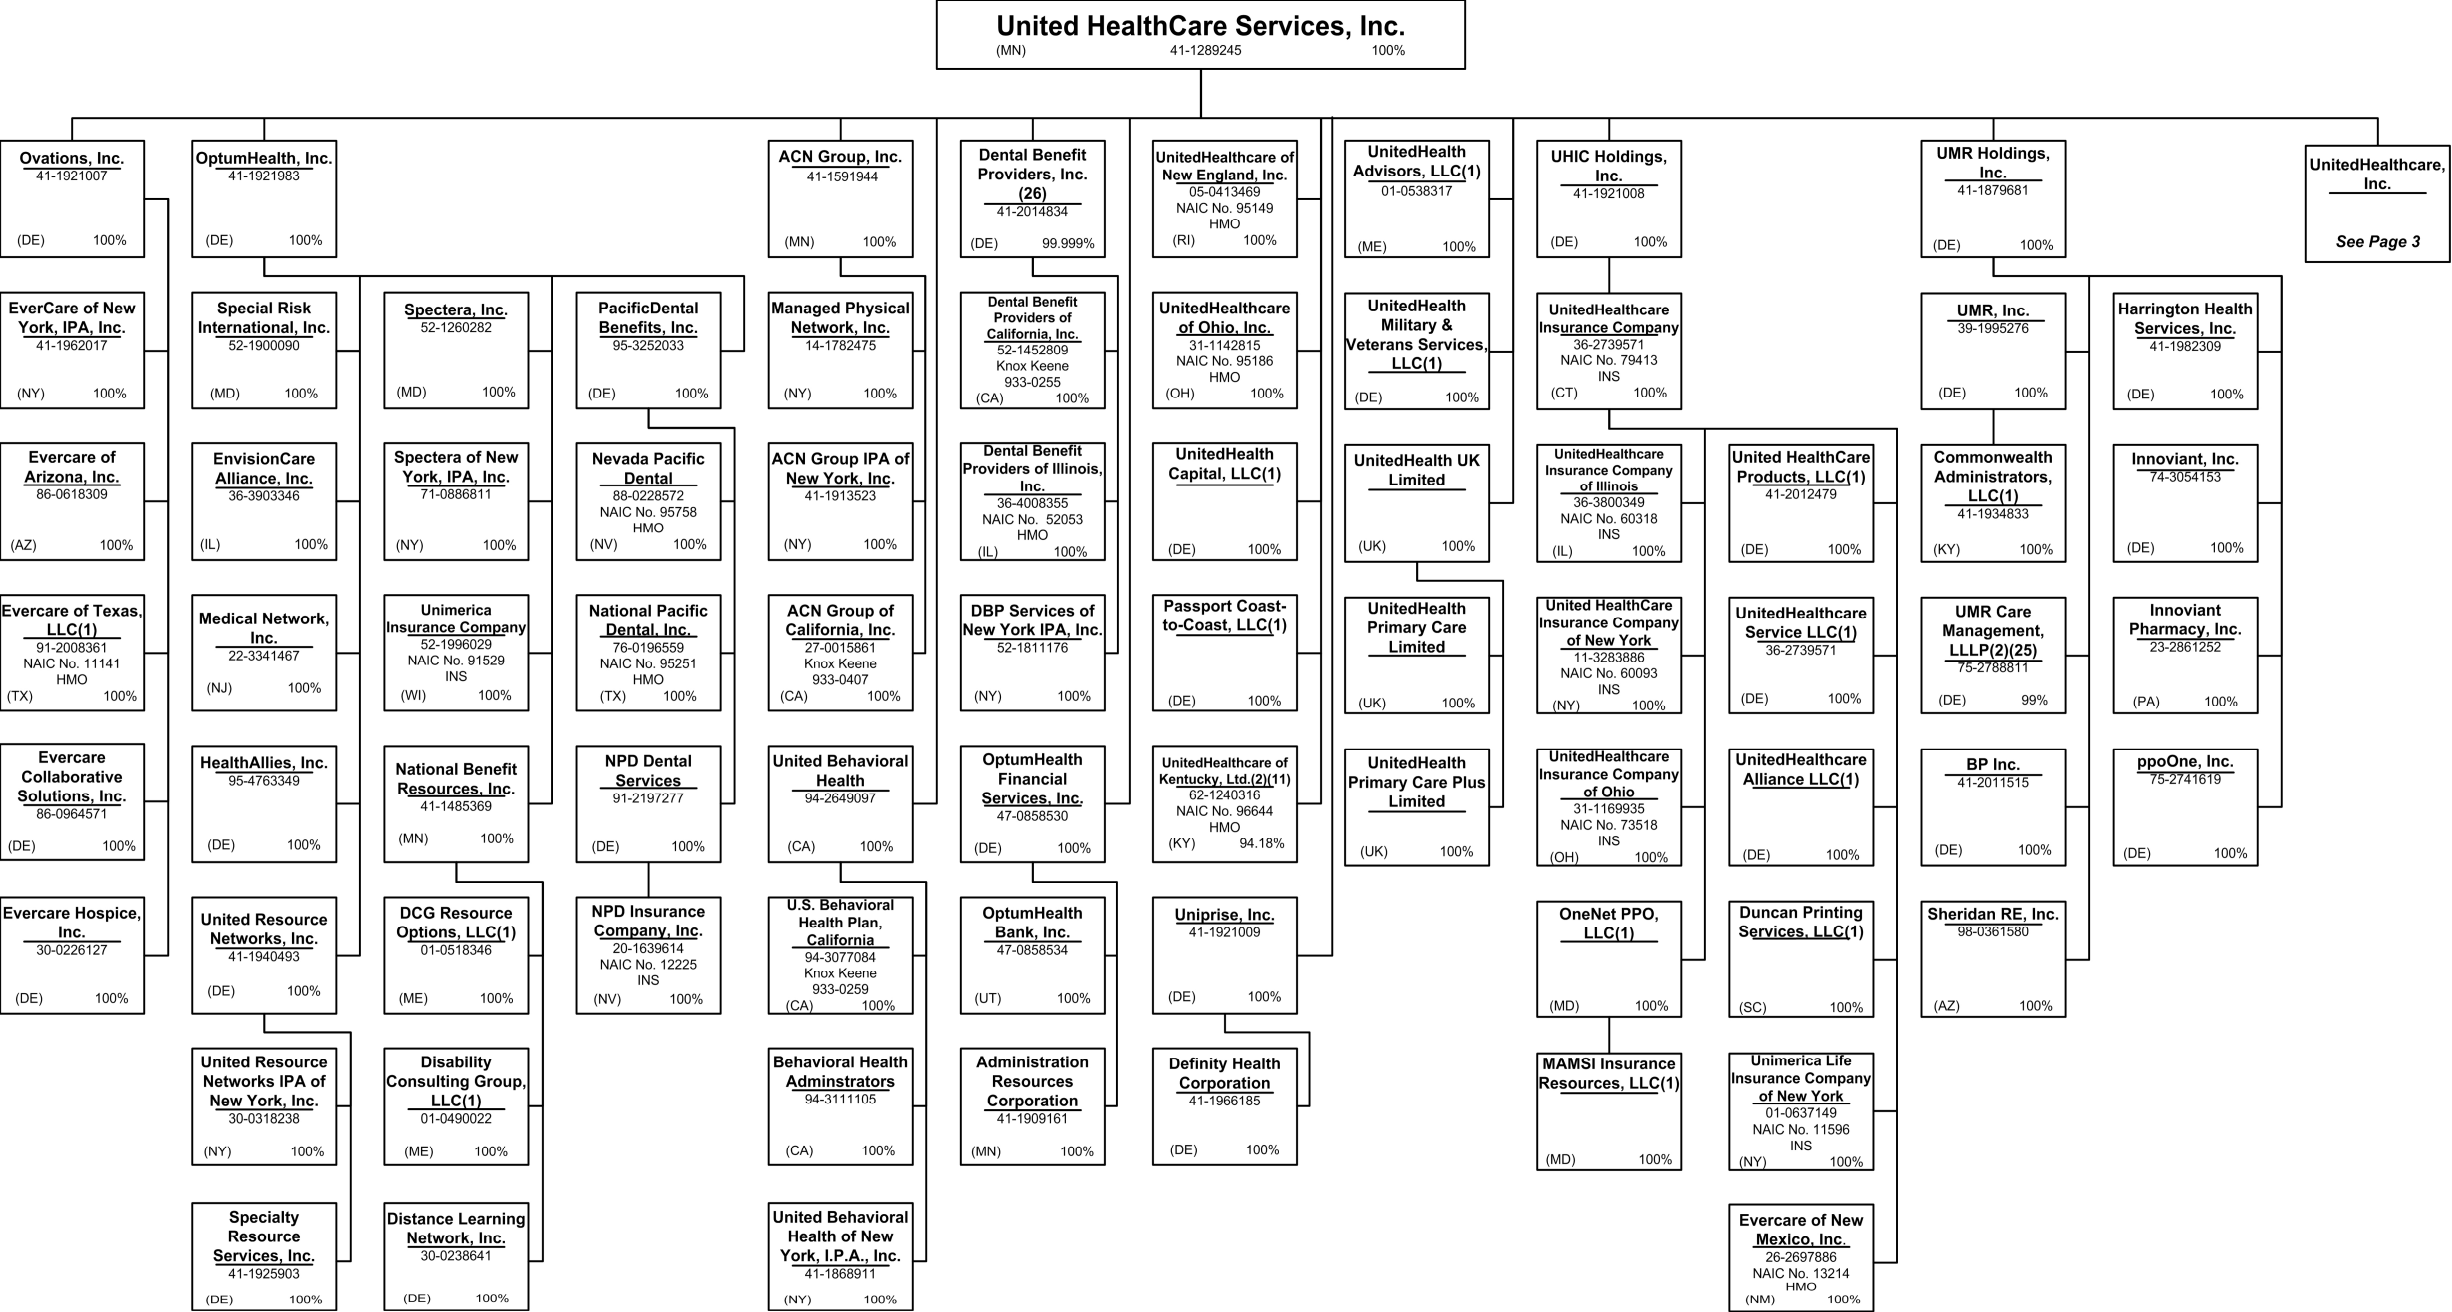 United HealthCare Services, Inc.
(MN) 41-1289245 100%
Ovations, Inc.
41-1921007
(DE) 100%
OptumHealth, Inc.
41-1921983
(DE) 100%
ACN Group, Inc.
41-1591944
(MN) 100%
Dental Benefit
Providers, Inc.
(26)
41-2014834
(DE) 99.999%
UnitedHealthcare of
New England, Inc.
05-0413469
NAIC No. 95149
HMO
(RI) 100%
UnitedHealth
Advisors, LLC(1)
01-0538317
(ME) 100%
UHIC Holdings,
Inc.
41-1921008
(DE) 100%
UMR Holdings,
Inc.
41-1879681
(DE) 100%
UnitedHealthcare,
Inc.
See Page 3
EverCare of New
York, IPA, Inc.
41-1962017
(NY) 100%
Special Risk
International, Inc.
52-1900090
(MD) 100%
Spectera, Inc.
52-1260282
(MD) 100%
PacificDental
Benefits, Inc.
95-3252033
(DE) 100%
Managed Physical
Network, Inc.
14-1782475
(NY) 100%
Dental Benefit
Providers of
California, Inc.
52-1452809
Knox Keene
933-0255
(CA) 100%
UnitedHealthcare
of Ohio, Inc.
31-1142815
NAIC No. 95186
HMO
(OH) 100%
UnitedHealth
Military &
Veterans Services,
LLC(1)
(DE) 100%
UnitedHealthcare
Insurance Company
36-2739571
NAIC No. 79413
INS
(CT) 100%
UMR, Inc.
39-1995276
(DE) 100%
Harrington Health
Services, Inc.
41-1982309
(DE) 100%
Evercare of
Arizona, Inc.
86-0618309
(AZ) 100%
EnvisionCare
Alliance, Inc.
36-3903346
(IL) 100%
Spectera of New
York, IPA, Inc.
71-0886811
(NY) 100%
Nevada Pacific
Dental
88-0228572
NAIC No. 95758
HMO
(NV) 100%
ACN Group IPA of
New York, Inc.
41-1913523
(NY) 100%
Dental Benefit
Providers of Illinois,
Inc.
36-4008355
NAIC No. 52053
HMO
(IL) 100%
UnitedHealth
Capital, LLC(1)
(DE) 100%
UnitedHealth UK
Limited
(UK) 100%
UnitedHealthcare
Insurance Company
of Illinois
36-3800349
NAIC No. 60318
INS
(IL) 100%
United HealthCare
Products, LLC(1)
41-2012479
(DE) 100%
Commonwealth
Administrators,
LLC(1)
41-1934833
(KY) 100%
Innoviant, Inc.
74-3054153
(DE) 100%
Evercare of Texas,
LLC(1)
91-2008361
NAIC No. 11141
HMO
(TX) 100%
Medical Network,
Inc.
22-3341467
(NJ) 100%
Unimerica
Insurance Company
52-1996029
NAIC No. 91529
INS
(WI) 100%
National Pacific
Dental, Inc.
76-0196559
NAIC No. 95251
HMO
(TX) 100%
ACN Group of
California, Inc.
27-0015861
Knox Keene
933-0407
(CA) 100%
DBP Services of
New York IPA, Inc.
52-1811176
(NY) 100%
Passport Coast-
to-Coast, LLC(1)
(DE) 100%
UnitedHealth
Primary Care
Limited
(UK) 100%
United HealthCare
Insurance Company
of New York
11-3283886
NAIC No. 60093
INS
(NY) 100%
UnitedHealthcare
Service LLC(1)
36-2739571
(DE) 100%
UMR Care
Management,
LLLP(2)(25)
75-2788811
(DE) 99%
Innoviant
Pharmacy, Inc.
23-2861252
(PA) 100%
Evercare
Collaborative
Solutions, Inc.
86-0964571
(DE) 100%
HealthAllies, Inc.
95-4763349
(DE) 100%
National Benefit
Resources, Inc.
41-1485369
(MN) 100%
NPD Dental
Services
91-2197277
(DE) 100%
United Behavioral
Health
94-2649097
(CA) 100%
OptumHealth
Financial
Services, Inc.
47-0858530
(DE) 100%
UnitedHealthcare of
Kentucky, Ltd.(2)(11)
62-1240316
NAIC No. 96644
HMO
(KY) 94.18%
UnitedHealth
Primary Care Plus
Limited
(UK) 100%
UnitedHealthcare
Insurance Company
of Ohio
31-1169935
NAIC No. 73518
INS
(OH) 100%
UnitedHealthcare
Alliance LLC(1)
(DE) 100%
BP Inc.
41-2011515
(DE) 100%
ppoOne, Inc.
75-2741619
(DE) 100%
Evercare Hospice,
Inc.
30-0226127
(DE) 100%
United Resource
Networks, Inc.
41-1940493
(DE) 100%
DCG Resource
Options, LLC(1)
01-0518346
(ME) 100%
NPD Insurance
Company, Inc.
20-1639614
NAIC No. 12225
INS
(NV) 100%
U.S. Behavioral
Health Plan,
California
94-3077084
Knox Keene
933-0259
(CA) 100%
OptumHealth
Bank, Inc.
47-0858534
(UT) 100%
Uniprise, Inc.
41-1921009
(DE) 100%
OneNet PPO,
LLC(1)
(MD) 100%
Duncan Printing
Services, LLC(1)
(SC) 100%
Sheridan RE, Inc.
98-0361580
(AZ) 100%
United Resource
Networks IPA of
New York, Inc.
30-0318238
(NY) 100%
Disability
Consulting Group,
LLC(1)
01-0490022
(ME) 100%
Behavioral Health
Adminstrators
94-3111105
(CA) 100%
Administration
Resources
Corporation
41-1909161
(MN) 100%
Definity Health
Corporation
41-1966185
(DE) 100%
MAMSI Insurance
Resources, LLC(1)
(MD) 100%
Unimerica Life
Insurance Company
of New York
01-0637149
NAIC No. 11596
INS
(NY) 100%
Specialty
Resource
Services, Inc.
41-1925903
(DE) 100%
Distance Learning
Network, Inc.
30-0238641
(DE) 100%
United Behavioral
Health of New
York, I.P.A., Inc.
41-1868911
(NY) 100%
Evercare of New
Mexico, Inc.
26-2697886
NAIC No. 13214
HMO
(NM) 100%